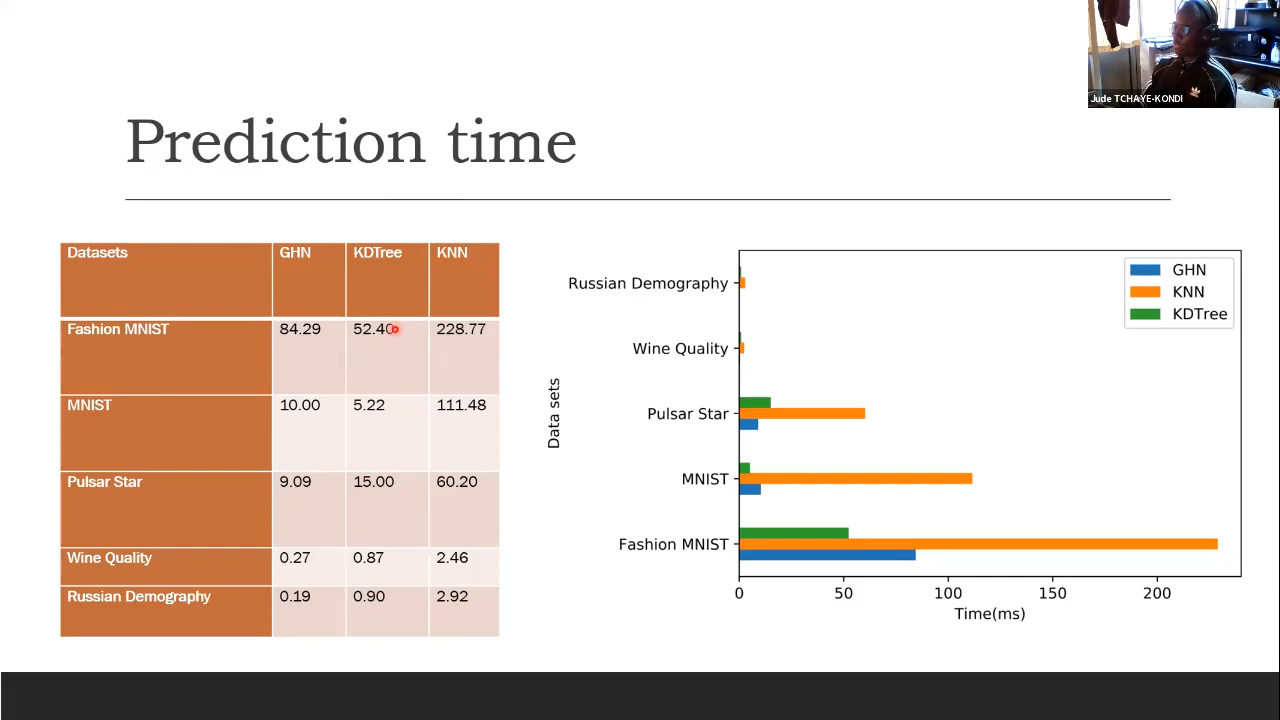 Jude TCHAYE-KONDI
Prediction time
Datasets GHN KDTree KNN
Fashion MNIST 84.29 52.40 228.77
MNIST 10.00 5.22 111.48
Pulsar Star 9.09 15.00 60.20
Wine Quality 0.27 0.87 2.46
Russian Demography 0.19 0.90 2.92
GHN
KNN
KDTree
Data sets
Russian Demography
Wine Quality
Pulsar Star
MNIST
Fashion MNIST
0 50 100 150 200
Time(ms)